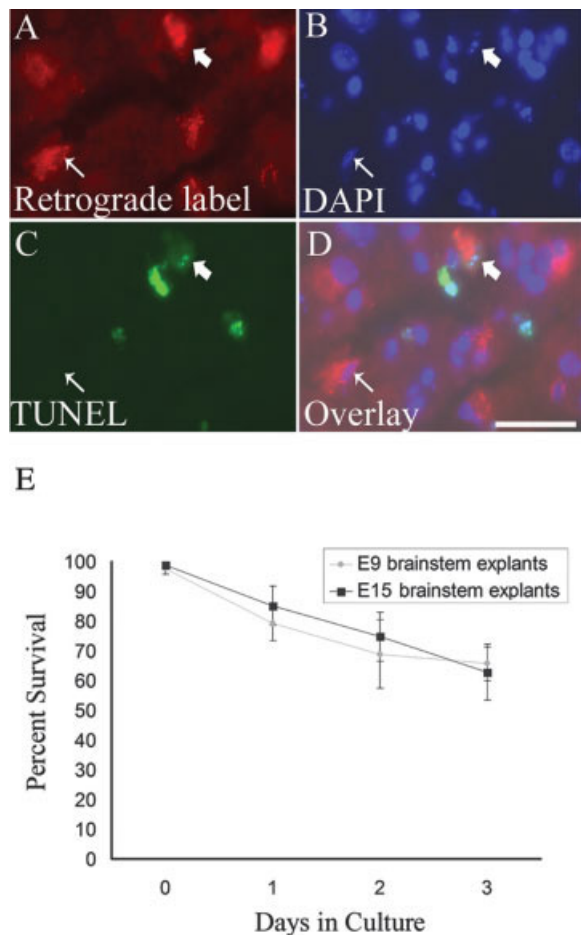 A
B
Retrograde label
DAPI
C
D
TUNEL
Overlay
E
E9 brainstem explants
E15 brainstem explants
100
90
80
70
60
50
40
30
20
10
0
Percent Survival
0 1 2 3
Days in Culture